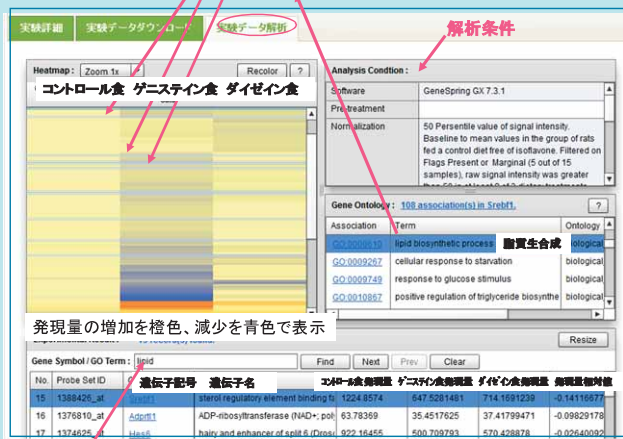 実験詳細 実験データダウンロード 実験データ解析
解析条件
Heatmap : Zoom 1x Recolor ?
コントロール食 ゲニステイン食 ダイゼイン食
Analysis Condtion :
Software GeneSpring GX 7.3.1
Pre-treatment
Normalization 50 Persentile value of signal intensity.
Baseline to mean values in the group of rats
fed a control diet free of isoflavone. Filtered on
Flags Present or Marginal (5 out of 15
samples), raw signal intensity was greater
Gene Ontology : 108 association(s) in Srebf1. ?
Association Term Ontology
GO:0008610 lipid biosynthetic process 脂質生合成 biological
GO:0009267 cellular response to starvation biological
GO:0009749 response to glucose stimulus biological
GO:0010867 positive regulation of triglyceride biosynthe biological
発現量の増加を橙色、減少を青色で表示
Resize
Gene Symbol / GO Term : lipid Find Next Prev Clear
No. Probe Set ID 遺伝子記号 遺伝子名 コントロール食発現量 ゲニステイン食発現量 ダイゼイン食発現量 発現量相対値
15 1388426_at Srebf1 sterol regulatory element binding fa 1224.8574 647.5281481 714.1691239 -0.14116677
16 1376810_at Adprtl1 ADP-ribosyltransferase (NAD+; pol 63.78369 35.4517625 37.41799471 -0.09829178
17 1374625_at Hes6 hairy and enhancer of split 6 (Dros 922.16455 500.709793 570.428878 -0.02640092